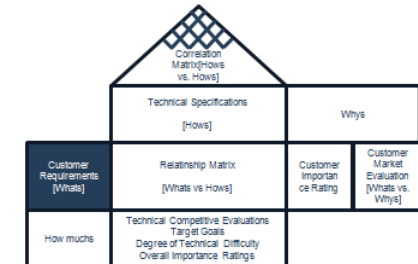 Correlation
Matrix[Hows
vs. Hows]
Technical Specifications
[Hows]
Whys
Customer
Requirements
[Whats]
Relatinship Matrix
[Whats vs Hows]
Customer
Importan
ce Rating
Customer
Market
Evaluation
[Whats vs.
Whys]
How muchs
Technical Competitive Evaluations
Target Goals
Degree of Technical Difficulty
Overall Importance Ratings